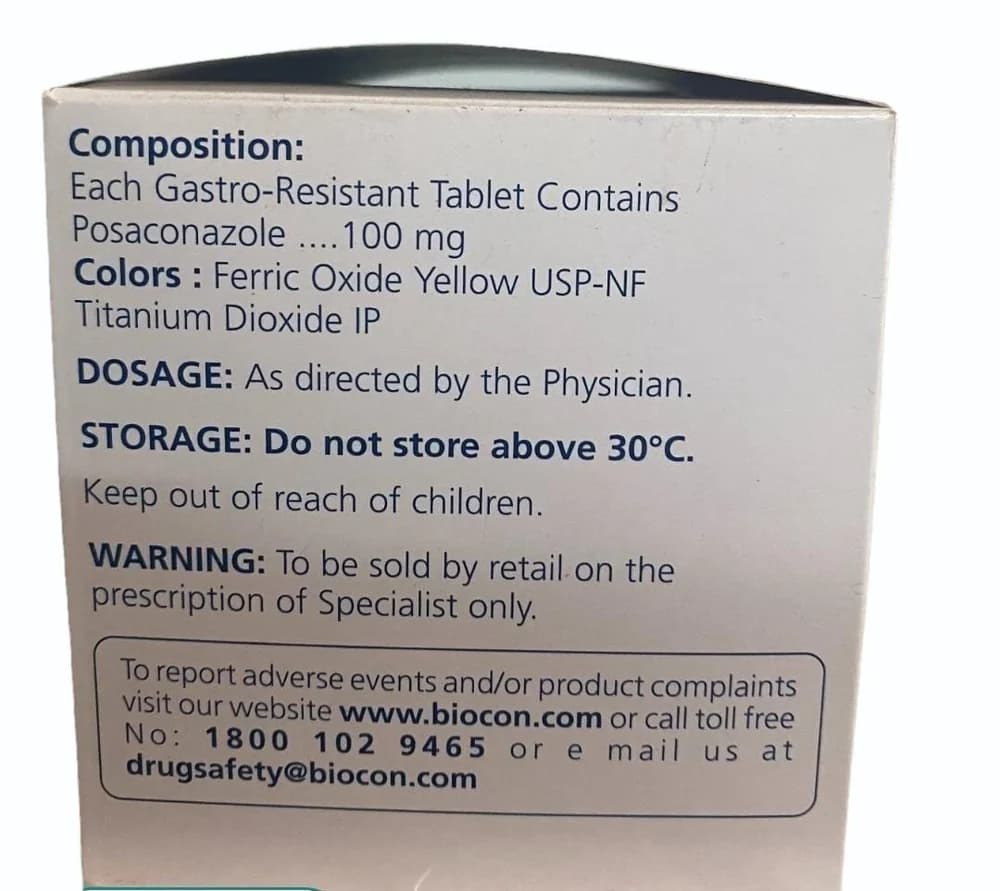 Composition:
Each Gastro-Resistant Tablet Contains
Posaconazole ....100 mg
Colors : Ferric Oxide Yellow USP-NF
Titanium Dioxide IP
DOSAGE: As directed by the Physician.
STORAGE: Do not store above 30°C.
Keep out of reach of children.
WARNING: To be sold by retail on the
prescription of Specialist only.
To report adverse events and/or product complaints
visit our website www.biocon.com or call toll free
No: 1800 102 9465 or e mail us at
drugsafety@biocon.com